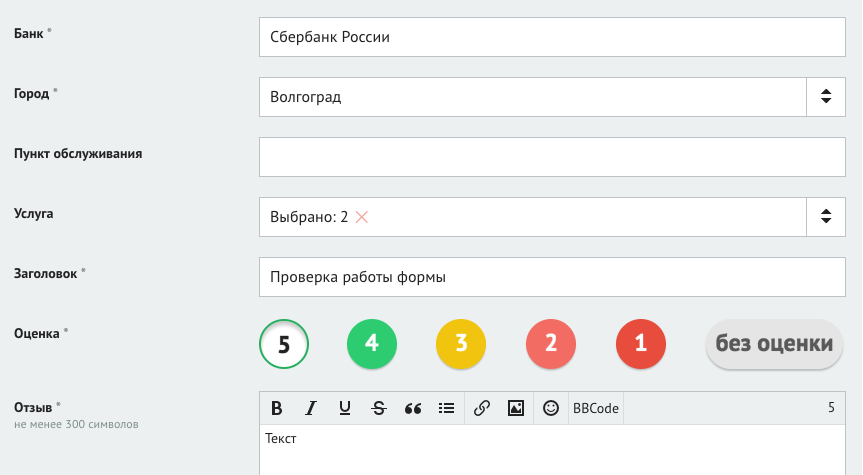 Банк *
Сбербанк России
Город *
Волгоград
Пункт обслуживания
Услуга
Выбрано: 2
Заголовок *
Проверка работы формы
Оценка *
5 4 3 2 1 без оценки
Отзыв *
не менее 300 символов
B I U S BBCode 5
Текст